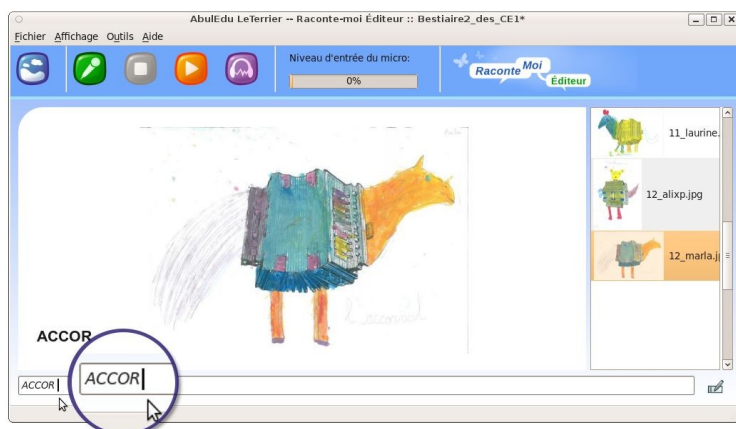 AbulEdu LeTerrier -- Raconte-moi Éditeur :: Bestiaire2_des_CE1*
Fichier Affichage Outils Aide
Niveau d'entrée du micro:
0%
Raconte Moi
Éditeur
11_laurine.
12_alixp.jpg
12_marla.j
ACCOR
ACCOR
ACCOR